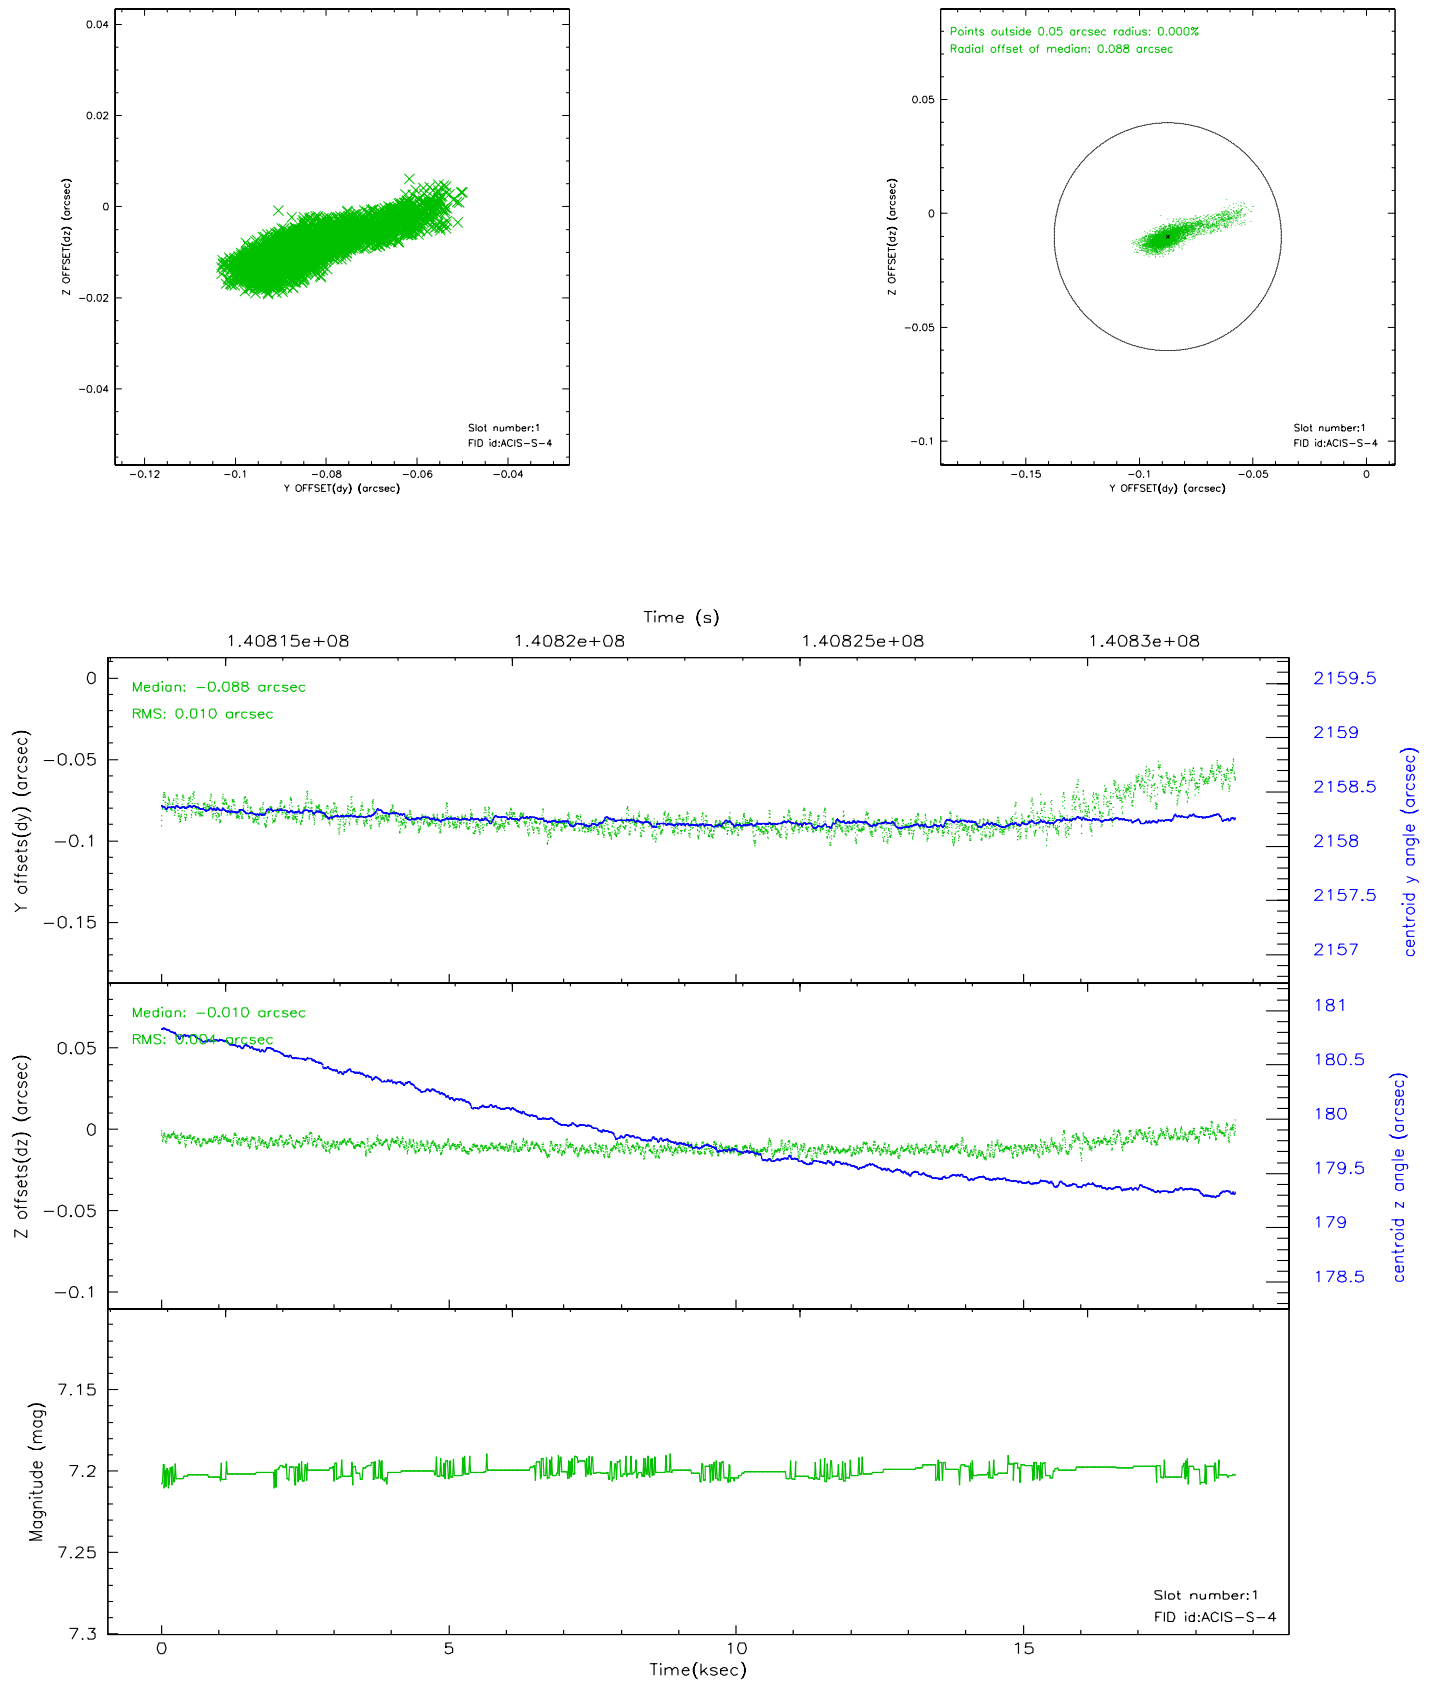 0.04
0.02
0
−0.02
−0.04
Z OFFSET(dz) (arcsec)
Slot number:1
FID id:ACIS−S−4
−0.12
−0.1
−0.08
−0.06
−0.04
Y OFFSET(dy) (arcsec)
Points outside 0.05 arcsec radius: 0.000%
Radial offset of median: 0.088 arcsec
0.05
0
−0.05
−0.1
Z OFFSET(dz) (arcsec)
Slot number:1
FID id:ACIS−S−4
−0.15
−0.1
−0.05
0
Y OFFSET(dy) (arcsec)
Time (s)
1.40815e+08
1.4082e+08
1.40825e+08
1.4083e+08
Median: −0.088 arcsec
RMS: 0.010 arcsec
0
−0.05
−0.1
−0.15
Y offsets(dy) (arcsec)
2159.5
2159
2158.5
2158
2157.5
2157
centroid y angle (arcsec)
Median: −0.010 arcsec
RMS: 0.004 arcsec
0.05
0
−0.05
−0.1
Z offsets(dz) (arcsec)
181
180.5
180
179.5
179
178.5
centroid z angle (arcsec)
7.15
7.2
7.25
7.3
Magnitude (mag)
Slot number:1
FID id:ACIS−S−4
0
5
10
15
Time(ksec)